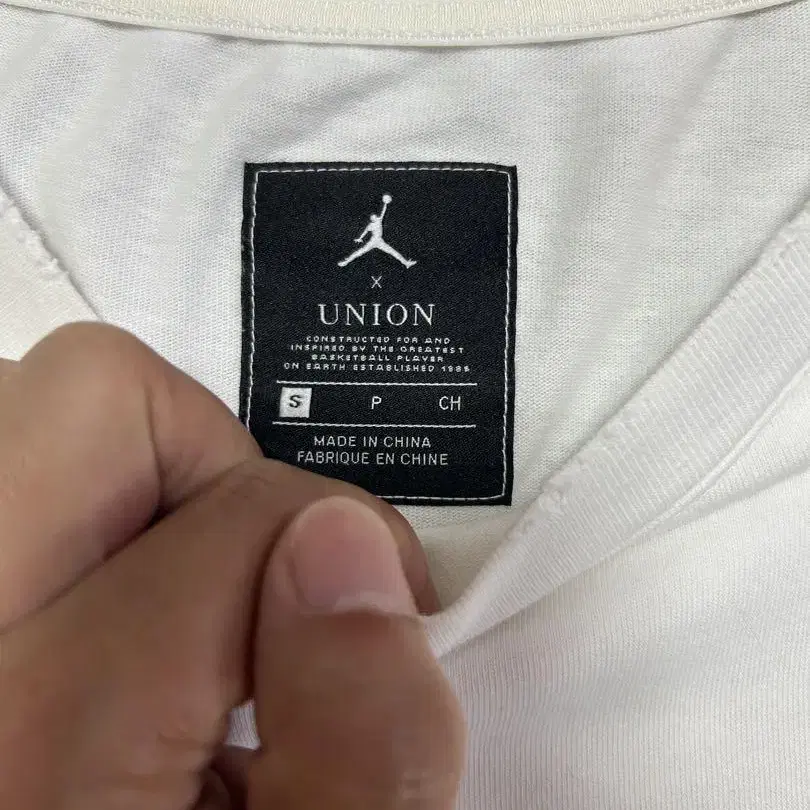 X
UNION
CONSTRUCTED FOR AND
INSPIRED BY THE GREATEST
BASKETBALL PLAYER
ON EARTH ESTABLISHED 1985
S P CH
MADE IN CHINA
FABRIQUE EN CHINE